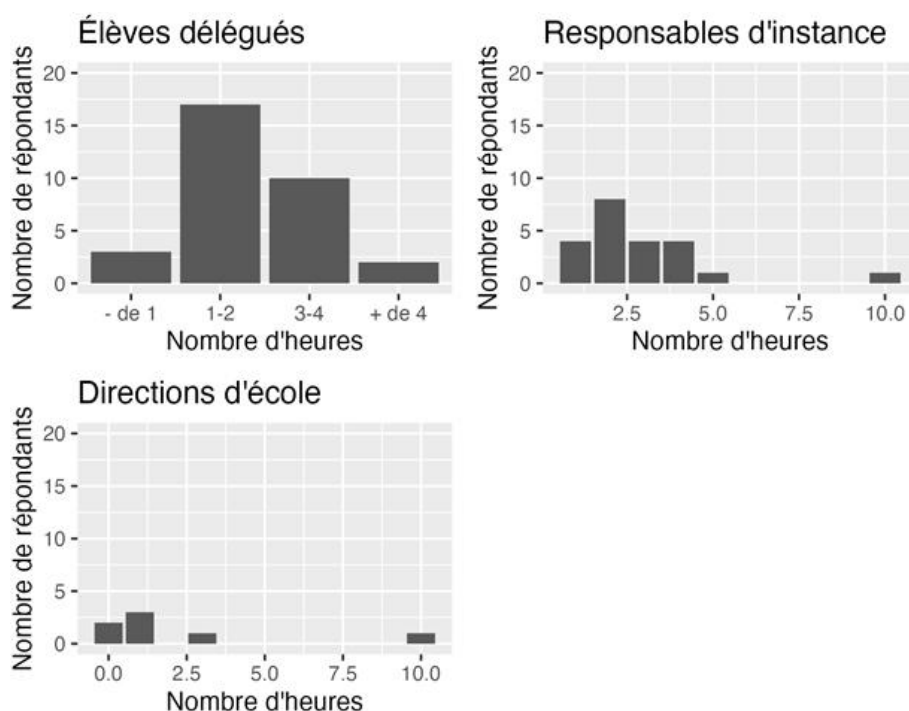 Élèves délégués
Nombre de répondants
20
15
10
5
0
- de 1 1-2 3-4 + de 4
Nombre d'heures
Responsables d'instance
Nombre de répondants
20
15
10
5
0
2.5 5.0 7.5 10.0
Nombre d'heures
Directions d'école
Nombre de répondants
20
15
10
5
0
0.0 2.5 5.0 7.5 10.0
Nombre d'heures